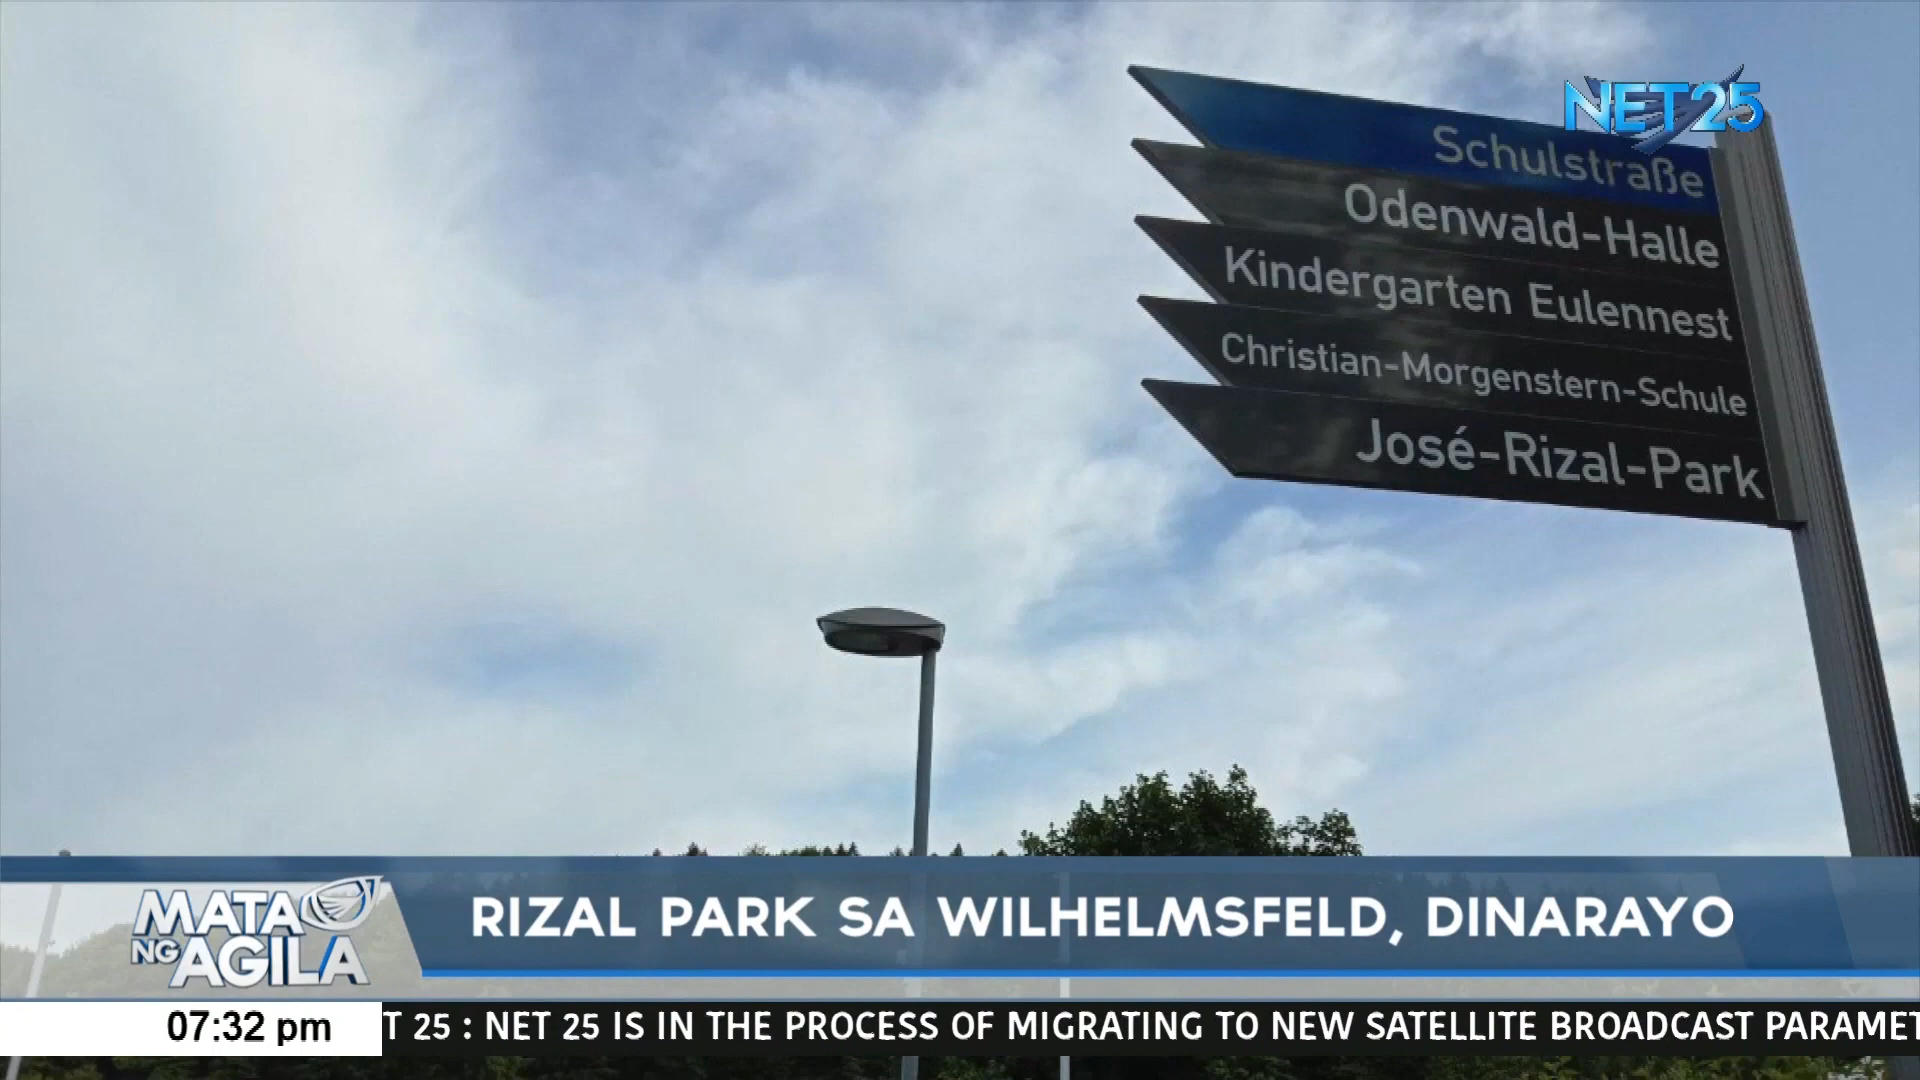 NET25
Schulstraße
Odenwald-Halle
Kindergarten Eulennest
Christian-Morgenstern-Schule
José-Rizal-Park
MATA NG AGILA
RIZAL PARK SA WILHELMSFELD, DINARAYO
07:32 pm
T 25 : NET 25 IS IN THE PROCESS OF MIGRATING TO NEW SATELLITE BROADCAST PARAMET